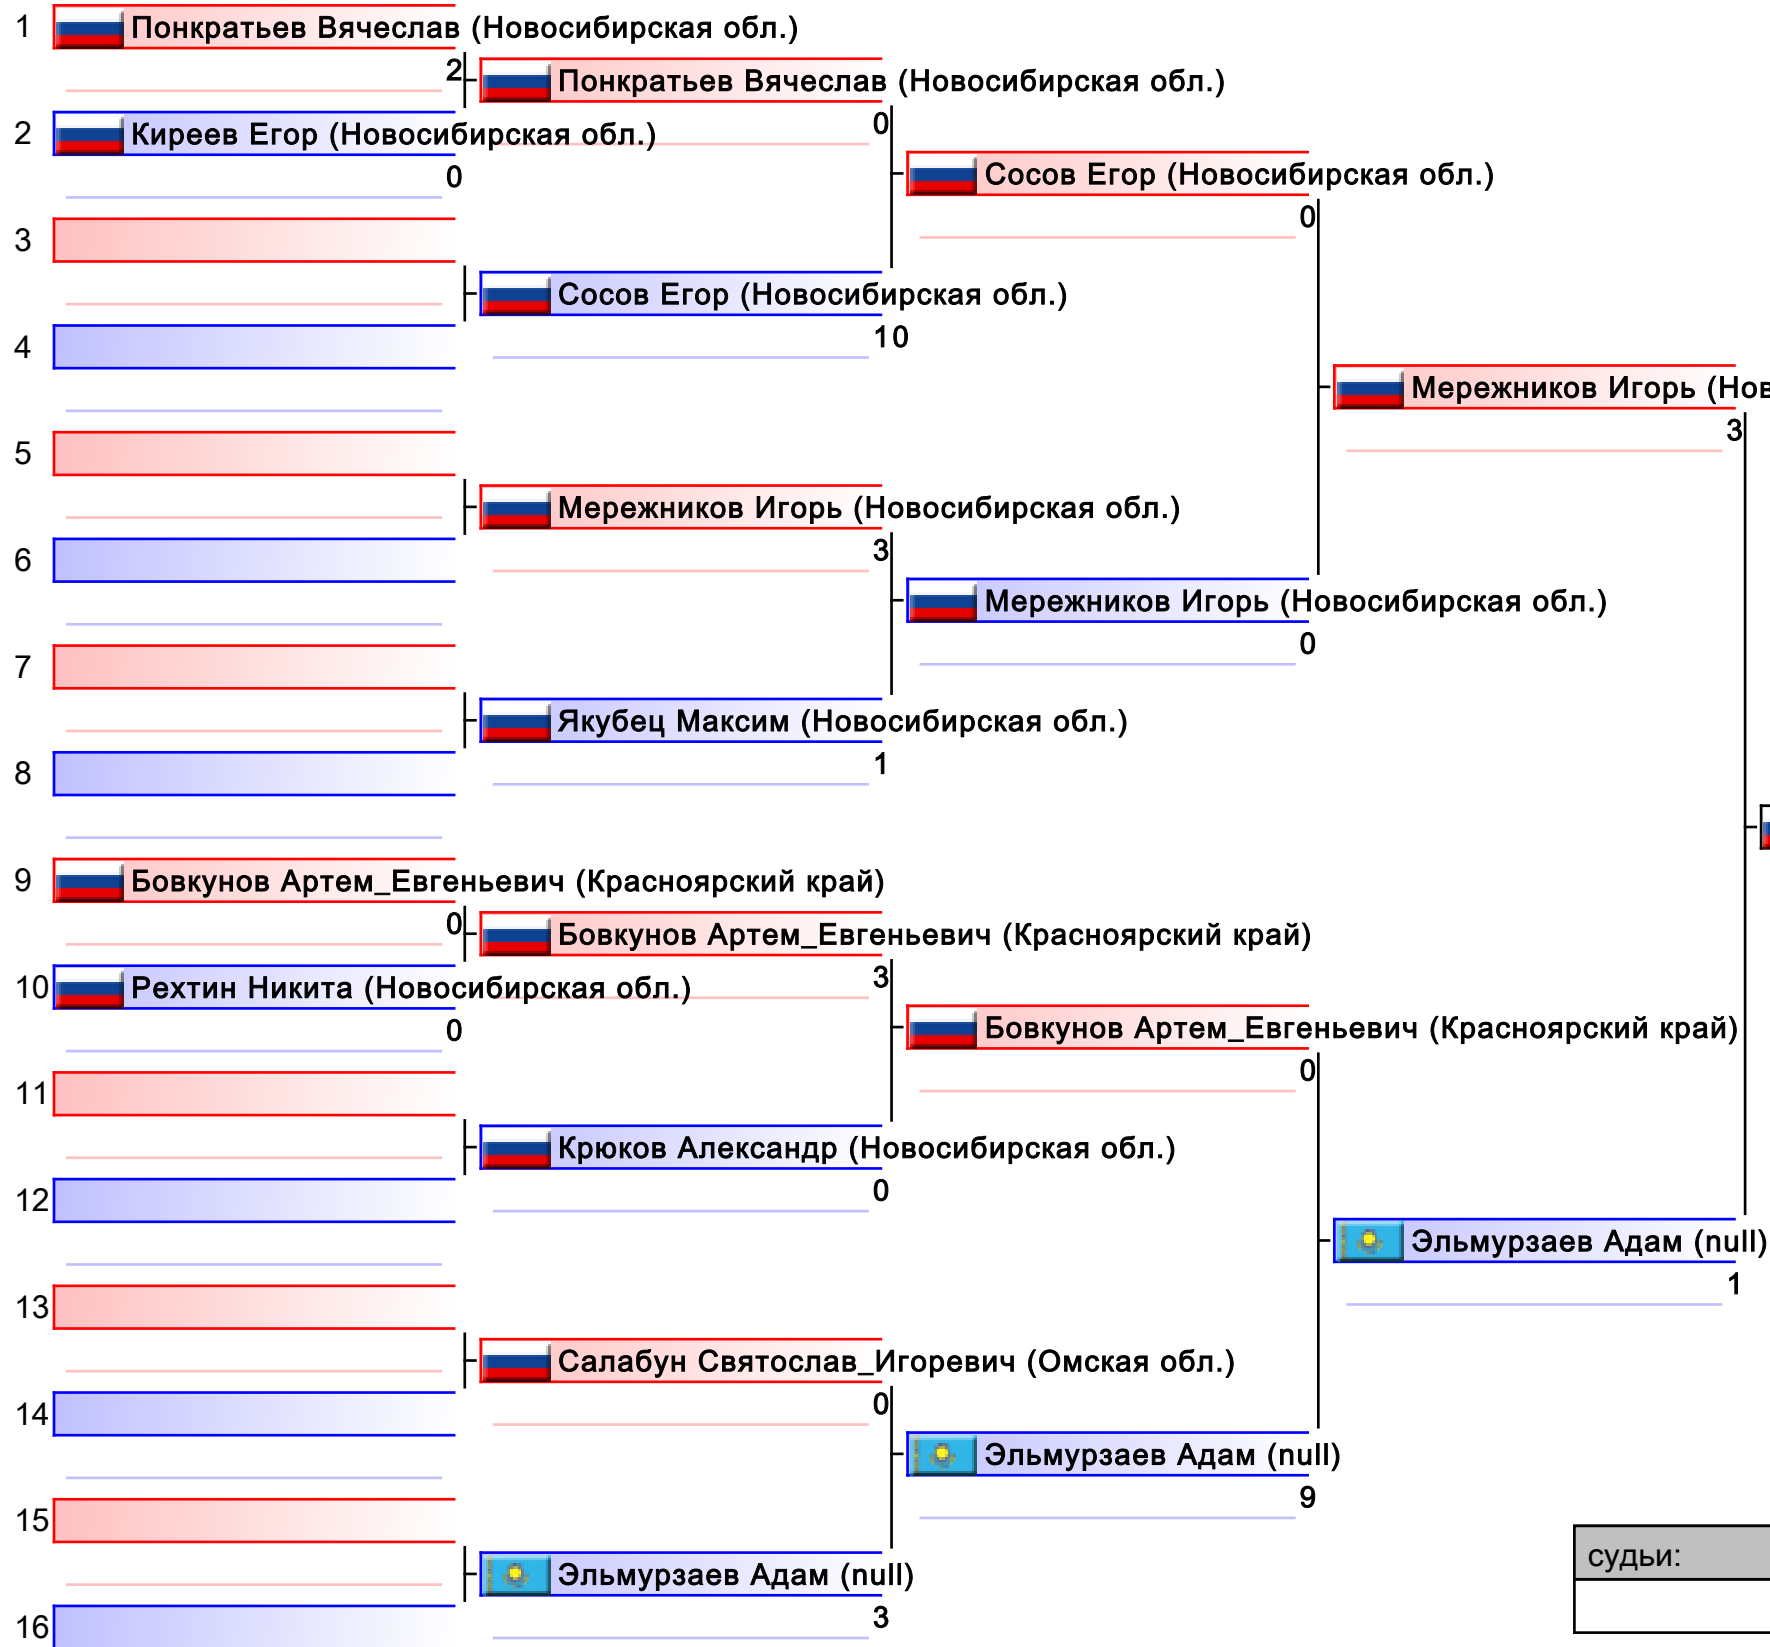 1 Понкратьев Вячеслав (Новосибирская обл.)
2 Понкратьев Вячеслав (Новосибирская обл.)
2 Киреев Егор (Новосибирская обл.)
0
0
Сосов Егор (Новосибирская обл.)
0
3
Сосов Егор (Новосибирская обл.)
10
4
Мережников Игорь (Нов
3
5
Мережников Игорь (Новосибирская обл.)
3
6
Мережников Игорь (Новосибирская обл.)
0
7
Якубец Максим (Новосибирская обл.)
1
8
9 Бовкунов Артем_Евгеньевич (Красноярский край)
0 Бовкунов Артем_Евгеньевич (Красноярский край)
3
10 Рехтин Никита (Новосибирская обл.)
0
Бовкунов Артем_Евгеньевич (Красноярский край)
0
11
Крюков Александр (Новосибирская обл.)
0
12
Эльмурзаев Адам (null)
1
13
Салабун Святослав_Игоревич (Омская обл.)
0
14
Эльмурзаев Адам (null)
9
15
Эльмурзаев Адам (null)
3
16
судьи: